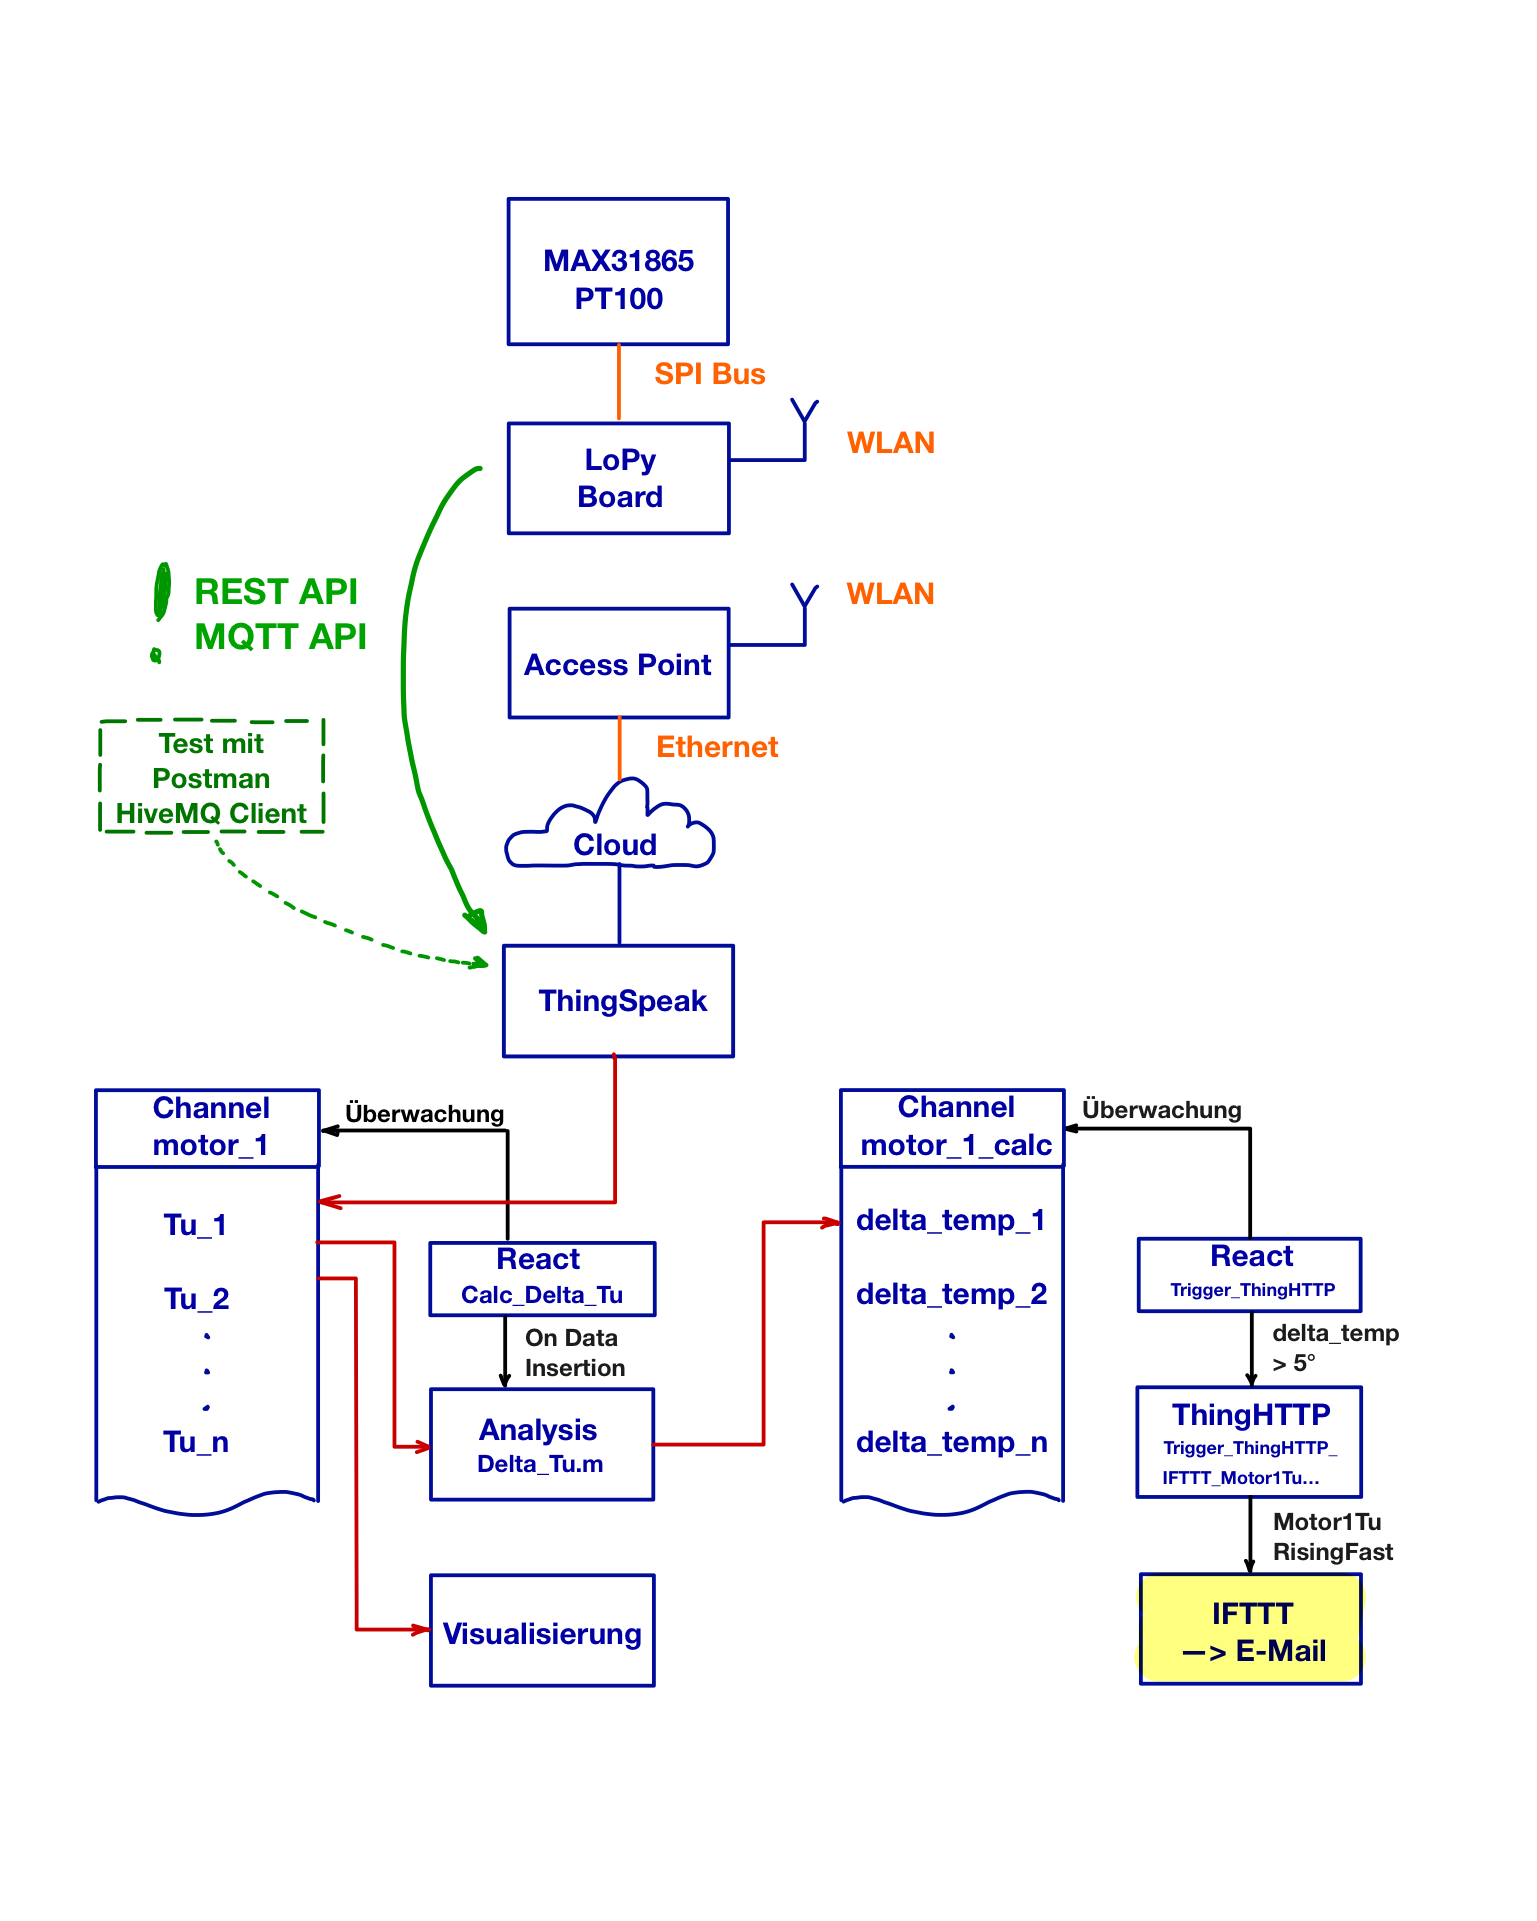 MAX31865
PT100
SPI Bus
WLAN
LoPy
Board
REST API
MQTT API
WLAN
Access Point
Test mit
Postman
HiveMQ Client
Ethernet
Cloud
ThingSpeak
Channel
motor_1
Überwachung
Tu_1
Tu_2
.
.
.
Tu_n
React
Calc_Delta_Tu
On Data
Insertion
Analysis
Delta_Tu.m
Visualisierung
Channel
motor_1_calc
Überwachung
delta_temp_1
delta_temp_2
.
.
.
delta_temp_n
React
Trigger_ThingHTTP
delta_temp
> 5°
ThingHTTP
Trigger_ThingHTTP_
IFTTT_Motor1Tu...
Motor1Tu
RisingFast
IFTTT
—> E-Mail